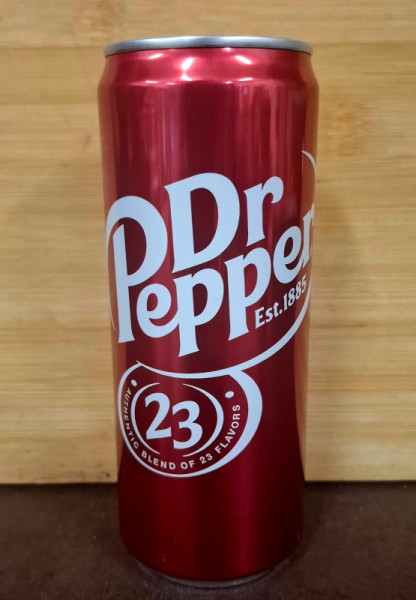 Dr
Pepper
Est.1885
23
AUTHENTIC BLEND OF 23 FLAVORS